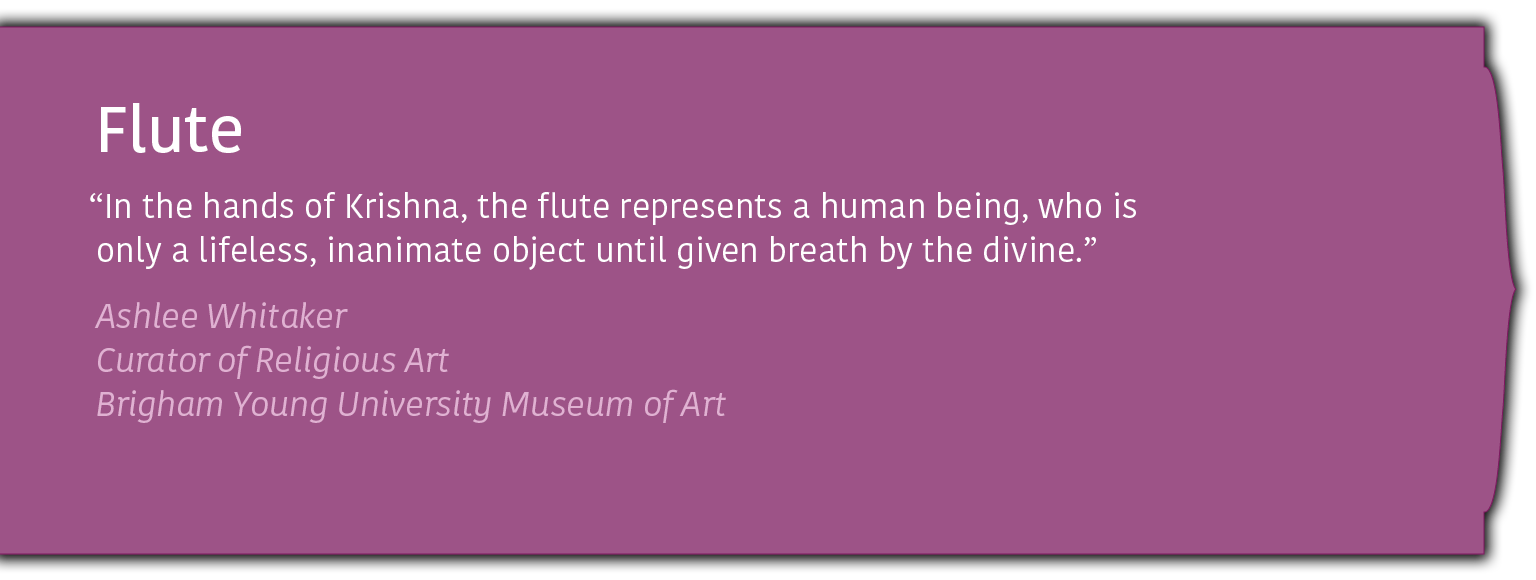 Flute
“In the hands of Krishna, the flute represents a human being, who is
only a lifeless, inanimate object until given breath by the divine.”
Ashlee Whitaker
Curator of Religious Art
Brigham Young University Museum of Art